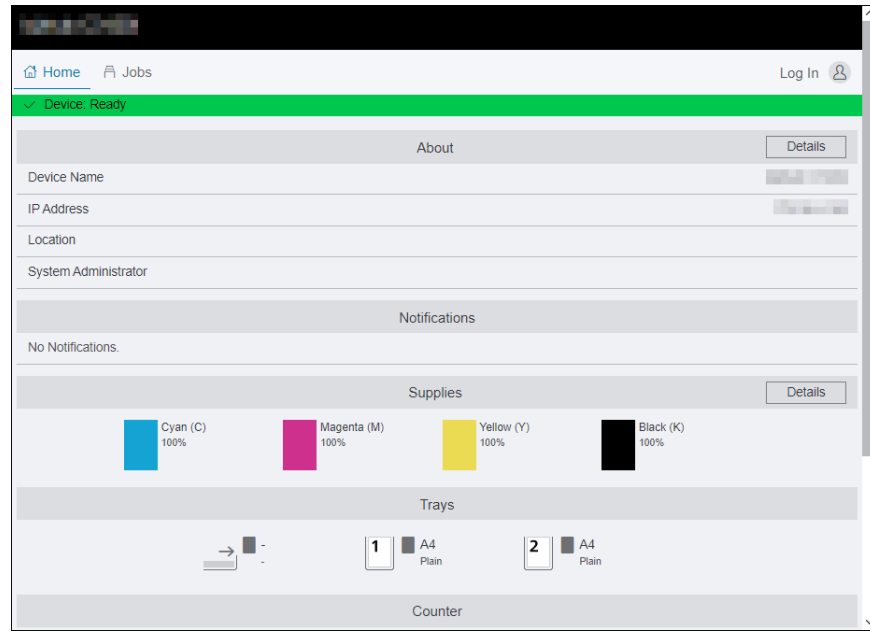 Home Jobs Log In
Device: Ready
About Details
Device Name
IP Address
Location
System Administrator
Notifications
No Notifications.
Supplies Details
Cyan (C) Magenta (M) Yellow (Y) Black (K)
100% 100% 100% 100%
Trays
- 1 A4 2 A4
- Plain Plain
Counter